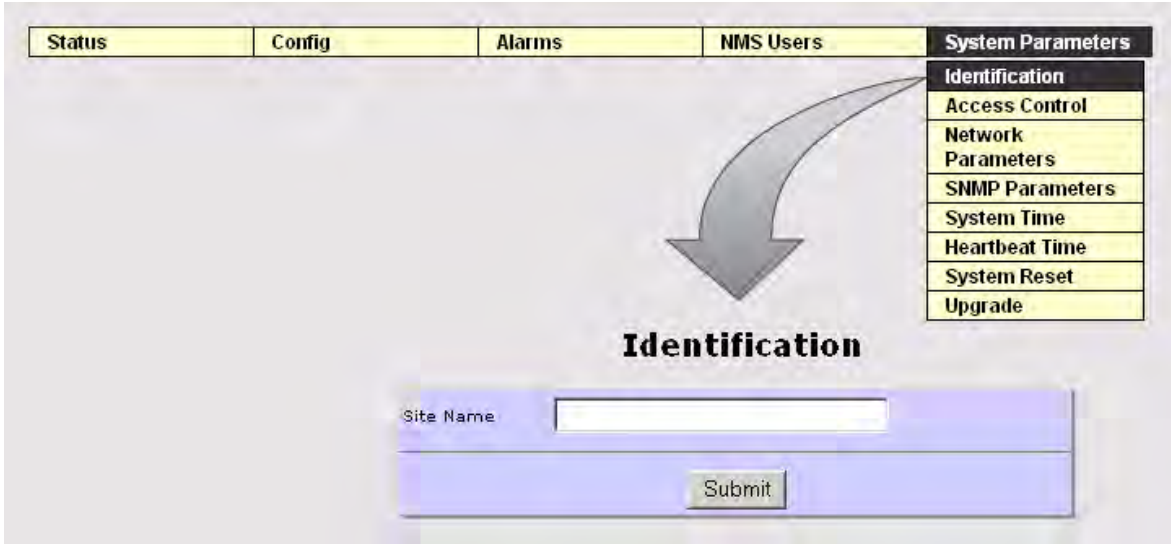 Status
Config
Alarms
NMS Users
System Parameters
Identification
Access Control
Network
Parameters
SNMP Parameters
System Time
Heartbeat Time
System Reset
Upgrade
Identification
Site Name
Submit